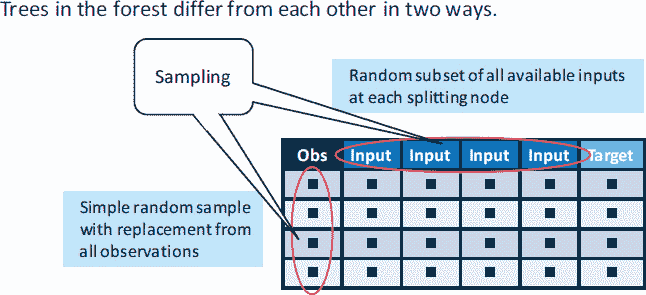 Trees in the forest differ from each other in two ways.
Sampling
Random subset of all available inputs
at each splitting node
Obs Input Input Input Input Target
Simple random sample
with replacement from
all observations